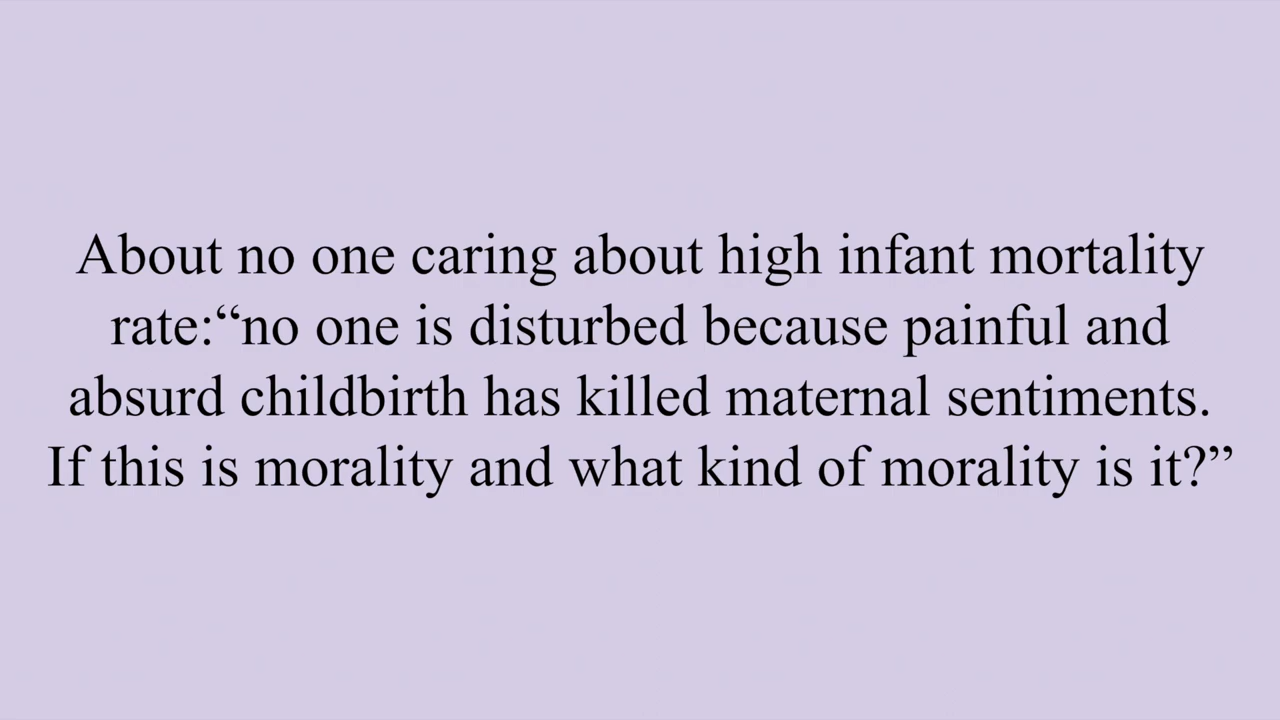 About no one caring about high infant mortality
rate:“no one is disturbed because painful and
absurd childbirth has killed maternal sentiments.
If this is morality and what kind of morality is it?”